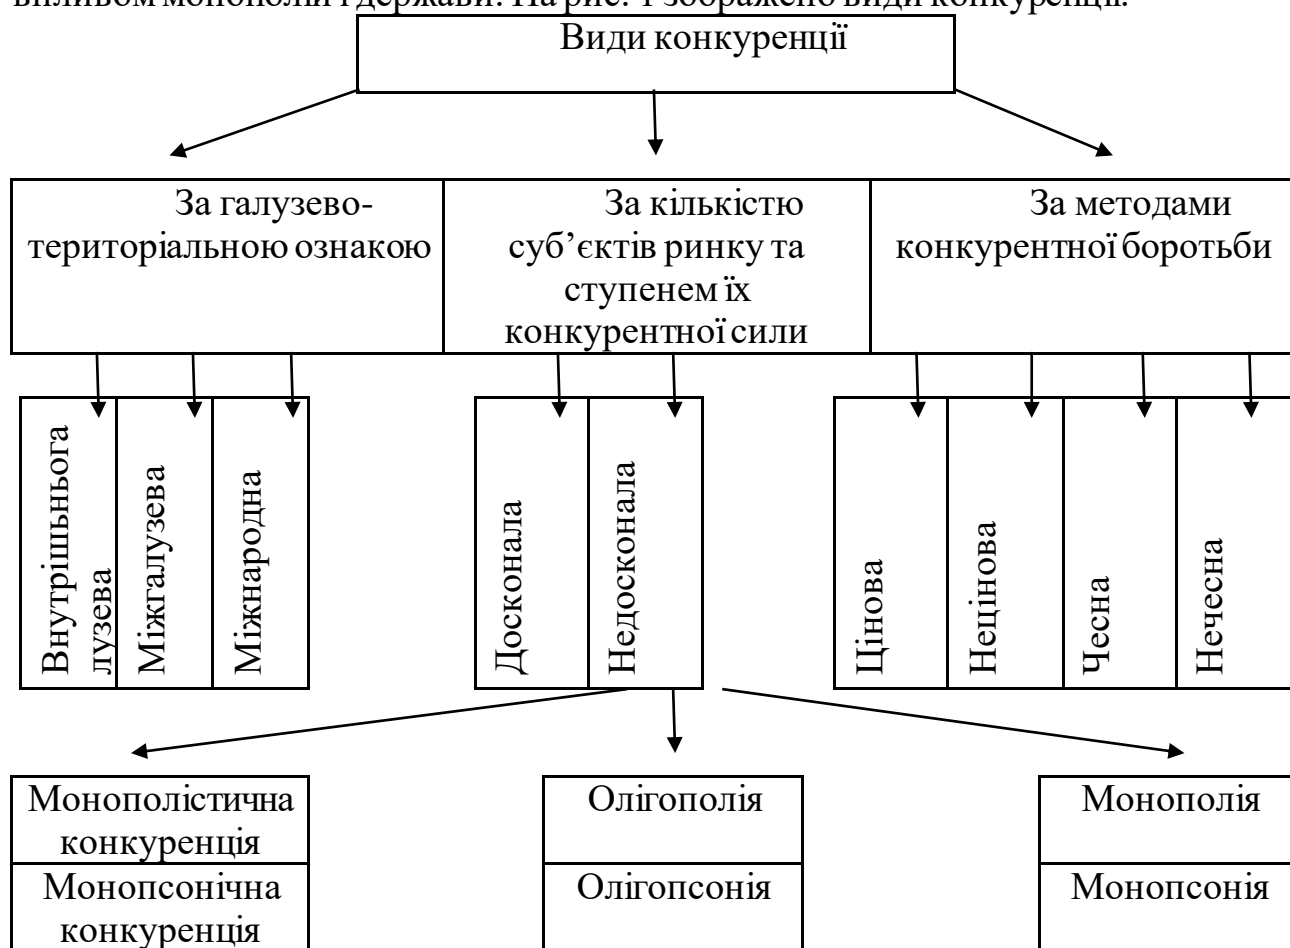 впливом монополій і держави. На рис. 1 зображено види конкуренції.
Види конкуренції
За галузево-
територіальною ознакою
За кількістю
суб’єктів ринку та
ступенем їх
конкурентної сили
За методами
конкурентної боротьби
Внутрішньога
лузева
Міжгалузева
Міжнародна
Досконала
Недосконала
Цінова
Нецінова
Чесна
Нечесна
Монополістична
конкуренція
Монопсонічна
конкуренція
Олігополія
Олігопсонія
Монополія
Монопсонія